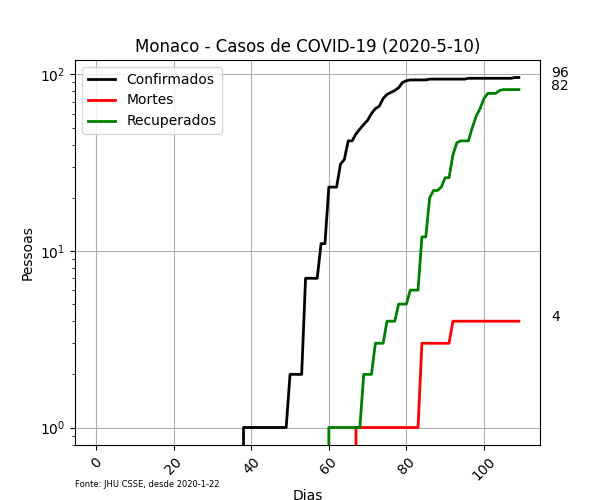 Monaco - Casos de COVID-19 (2020-5-10)
Confirmados
Mortes
Recuperados
96
82
4
10²
10¹
10⁰
Pessoas
0
20
40
60
80
100
Dias
Fonte: JHU CSSE, desde 2020-1-22